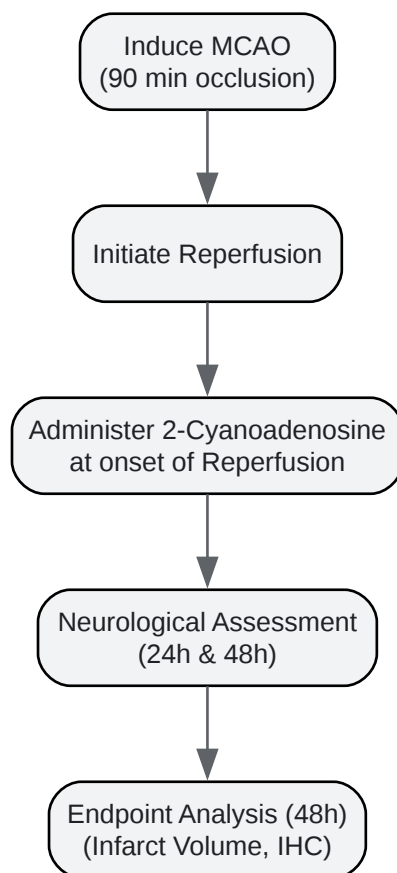 Induce MCAO
(90 min occlusion)
Initiate Reperfusion
Administer 2-Cyanoadenosine
at onset of Reperfusion
Neurological Assessment
(24h & 48h)
Endpoint Analysis (48h)
(Infarct Volume, IHC)